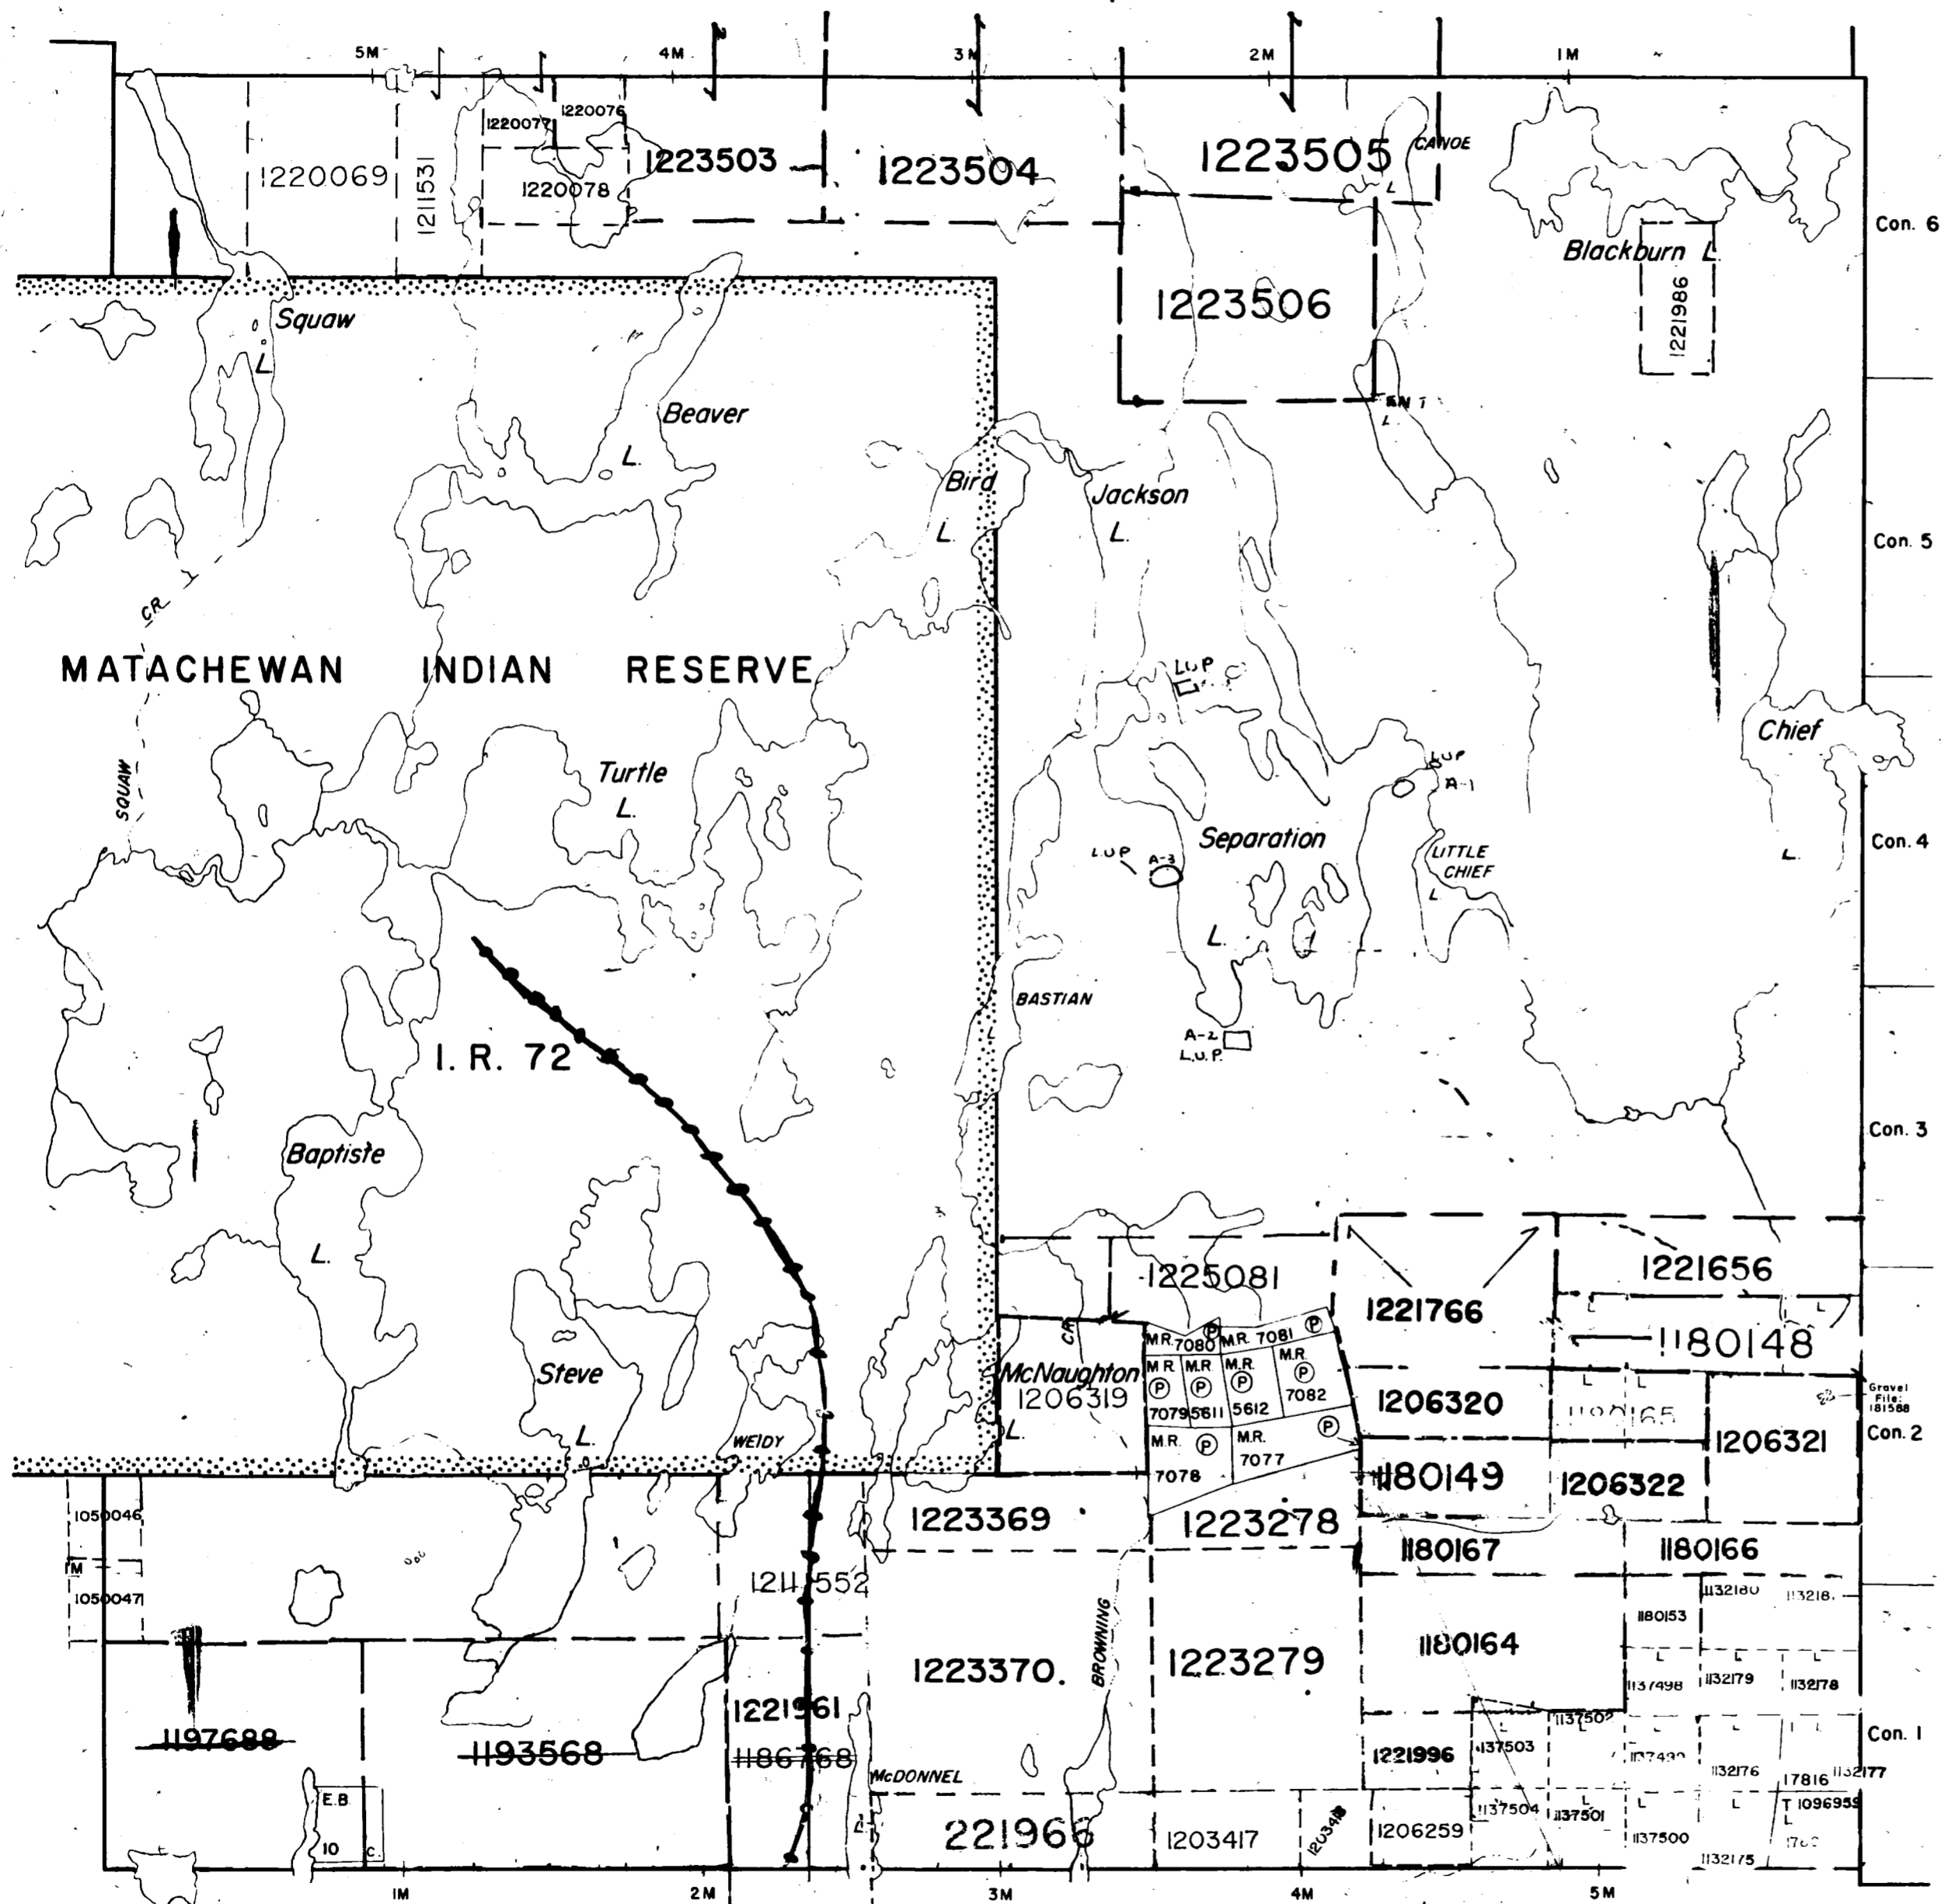 5M
4M
3M
2M
1M
1220077
1220076
1220069
1211531
1220078
1223503
1223504
1223505
CANOE
L
Con. 6
Blackburn L.
1221986
1223506
Squaw
L.
Beaver
L.
L.
Bird
L.
Jackson
L.
Con. 5
CR.
MATACHEWAN INDIAN RESERVE
L.U.P.
Chief
L.
SQUAW
Turtle
L.
LUP
A-1
Separation
L.
L.U.P
A-3
LITTLE
CHIEF
L
Con. 4
BASTIAN
L
I. R. 72
A-2
L.U.P.
Con. 3
Baptiste
L.
1225081
1221656
1221766
1180148
CR.
M.R. 7080 P
M.R. 7081 P
McNaughton
1206319
L.
M.R. P 7079
M.R. P 5611
M.R. P 5612
M.R. P 7082
M.R. P 7078
M.R. P 7077
Steve
L.
WEIDY
1206320
1180165
1206321
Gravel
File:
181588
Con. 2
1180149
1206322
1050046
1M
1050047
1223369
1223278
1180167
1180166
1211552
1132180
1180153
BROWNING
1223370.
1223279
1180164
1137498
1132179
1132178
1197688
1193568
1221961
1186768
1137502
1137503
1221996
1132176
17816
1132177
Con. 1
McDONNEL
L.
E.B.
10
C.
221966
1203417
1206259
1137504
1137501
1137500
T 1096959
L
1132175
1M
2M
3M
4M
5M